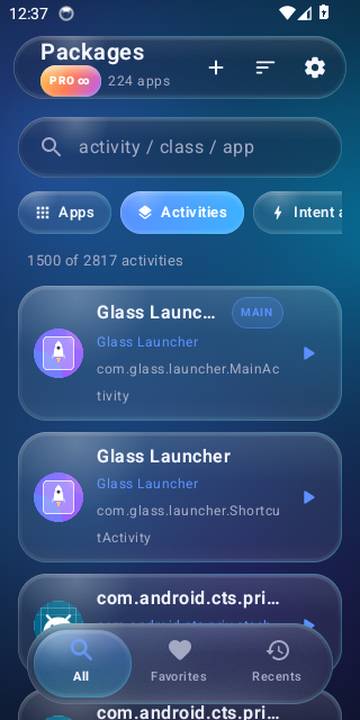 12:37
Packages
PRO ∞ 224 apps
activity / class / app
Apps
Activities
Intent a
1500 of 2817 activities
Glass Launc... MAIN
Glass Launcher
com.glass.launcher.MainAc
tivity
Glass Launcher
Glass Launcher
com.glass.launcher.Shortcu
tActivity
com.android.cts.pri...
All
Favorites
Recents
com.android.cts.pri...